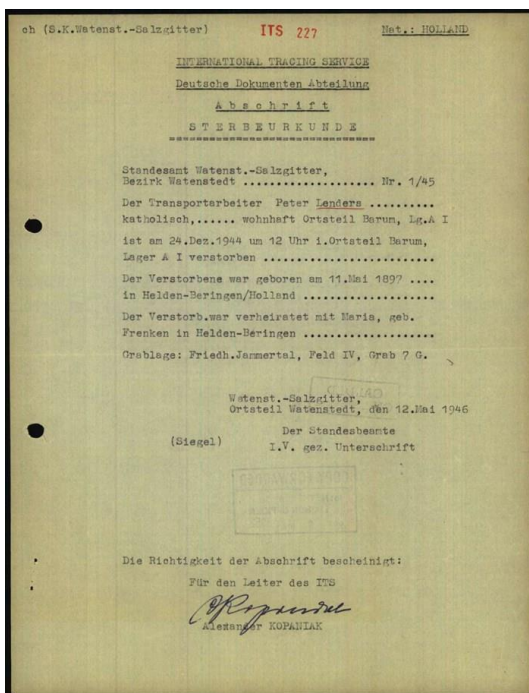 ch (S.K.Watenst.-Salzgitter) ITS 227 Nat.: HOLLAND
INTERNATIONAL TRACING SERVICE
Deutsche Dokumenten Abteilung
A b s c h r i f t
S T E R B E U R K U N D E
==============================
Standesamt Watenst.-Salzgitter,
Bezirk Watenstedt ................... Nr. 1/45
Der Transportarbeiter Peter Lenders ..........
katholisch,...... wohnhaft Ortsteil Barum, Lg.A I
ist am 24.Dez.1944 um 12 Uhr i.Ortsteil Barum,
Lager A I verstorben .........................
Der Verstorbene war geboren am 11.Mai 1897 ....
in Helden-Beringen/Holland ...................
Der Verstorb.war verheiratet mit Maria, geb.
Frenken in Helden-Beringen ...................
Grablage: Friedh.Jammertal, Feld IV, Grab 7 G.
Watenst.-Salzgitter,
Ortsteil Watenstedt, den 12.Mai 1946
Der Standesbeamte
(Siegel) I.V. gez. Unterschrift
Die Richtigkeit der Abschrift bescheinigt:
Für den Leiter des ITS
Alexander KOPANIAK